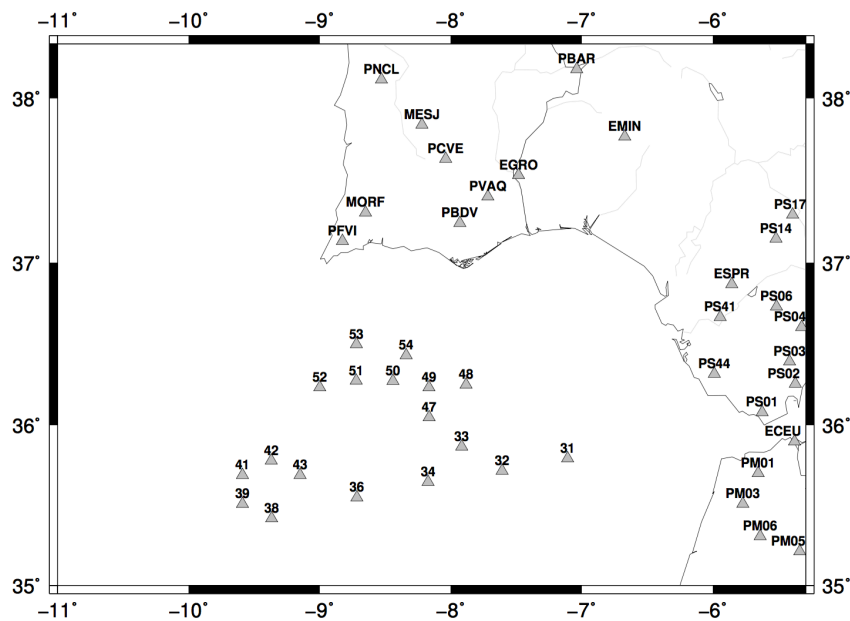 −11° −10° −9° −8° −7° −6°
PBAR
PNCL
38° 38°
MESJ
EMIN
PCVE
EGRO
PVAQ
MORF PS17
PBDV
PS14
PFVI
37° 37°
ESPR
PS06
PS41
PS04
53
54 PS03
PS44
52 51 50 49 48 PS02
47 PS01
36° 36°
ECEU
33
31
42
41 43 32 PM01
34
39 36 PM03
38
PM06
PM05
35° 35°
−11° −10° −9° −8° −7° −6°